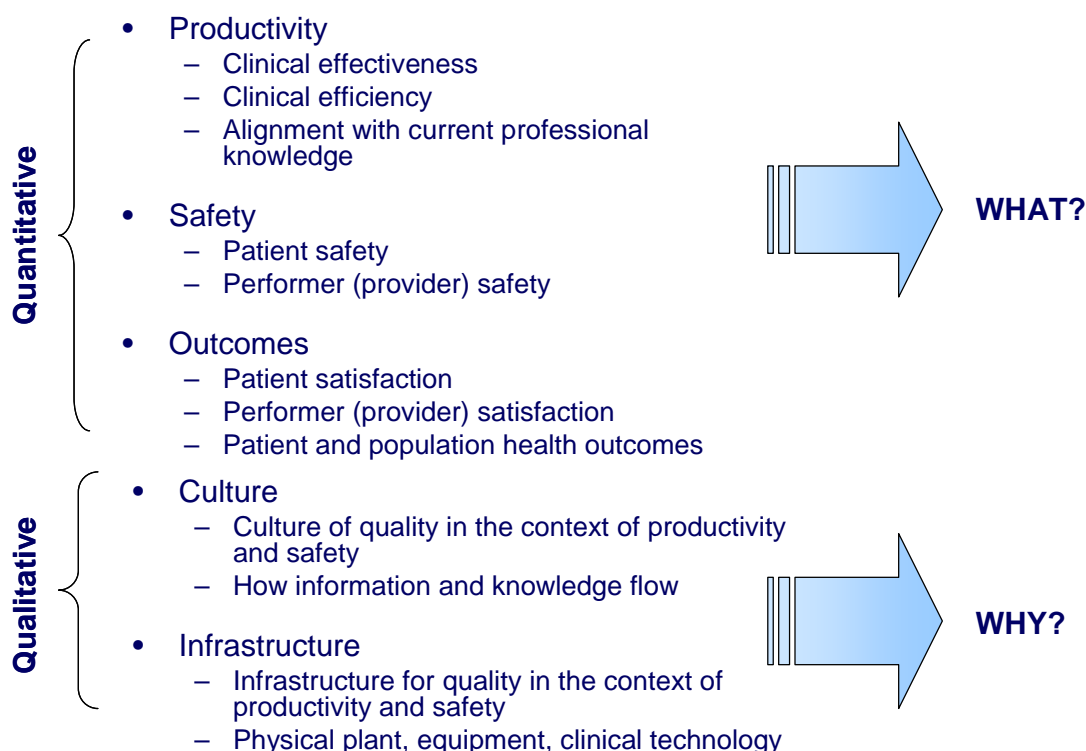 Quantitative
• Productivity
– Clinical effectiveness
– Clinical efficiency
– Alignment with current professional
knowledge
• Safety
– Patient safety
– Performer (provider) safety
• Outcomes
– Patient satisfaction
– Performer (provider) satisfaction
– Patient and population health outcomes
WHAT?
Qualitative
• Culture
– Culture of quality in the context of productivity
and safety
– How information and knowledge flow
• Infrastructure
– Infrastructure for quality in the context of
productivity and safety
– Physical plant, equipment, clinical technology
WHY?